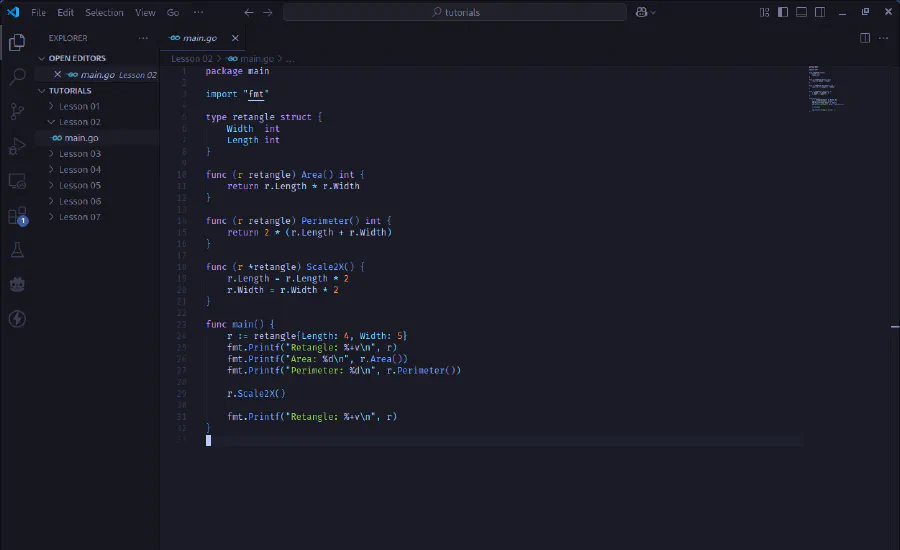 File Edit Selection View Go ··· ← → tutorials
EXPLORER ···
OPEN EDITORS
main.go Lesson 02
TUTORIALS
Lesson 01
Lesson 02
main.go
Lesson 03
Lesson 04
Lesson 05
Lesson 06
Lesson 07
1
main.go
Lesson 02 > main.go > ...
1 package main
2
3 import "fmt"
4
5 type retangle struct {
6 Width  int
7 Length int
8 }
9
10 func (r retangle) Area() int {
11 return r.Length * r.Width
12 }
13
14 func (r retangle) Perimeter() int {
15 return 2 * (r.Length + r.Width)
16 }
17
18 func (r *retangle) Scale2X() {
19 r.Length = r.Length * 2
20 r.Width = r.Width * 2
21 }
22
23 func main() {
24 r := retangle{Length: 4, Width: 5}
25 fmt.Printf("Retangle: %+v\n", r)
26 fmt.Printf("Area: %d\n", r.Area())
27 fmt.Printf("Perimeter: %d\n", r.Perimeter())
28
29 r.Scale2X()
30
31 fmt.Printf("Retangle: %+v\n", r)
32 }
33